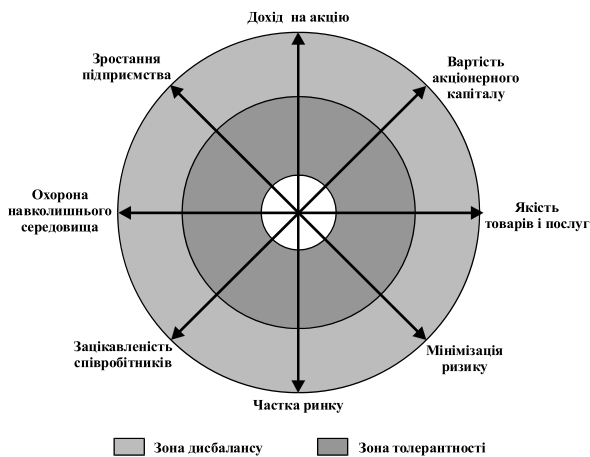 Дохід на акцію
Зростання
підприємства
Вартість
акціонерного
капіталу
Охорона
навколишнього
середовища
Якість
товарів і послуг
Зацікавленість
співробітників
Мінімізація
ризику
Частка ринку
Зона дисбалансу
Зона толерантності